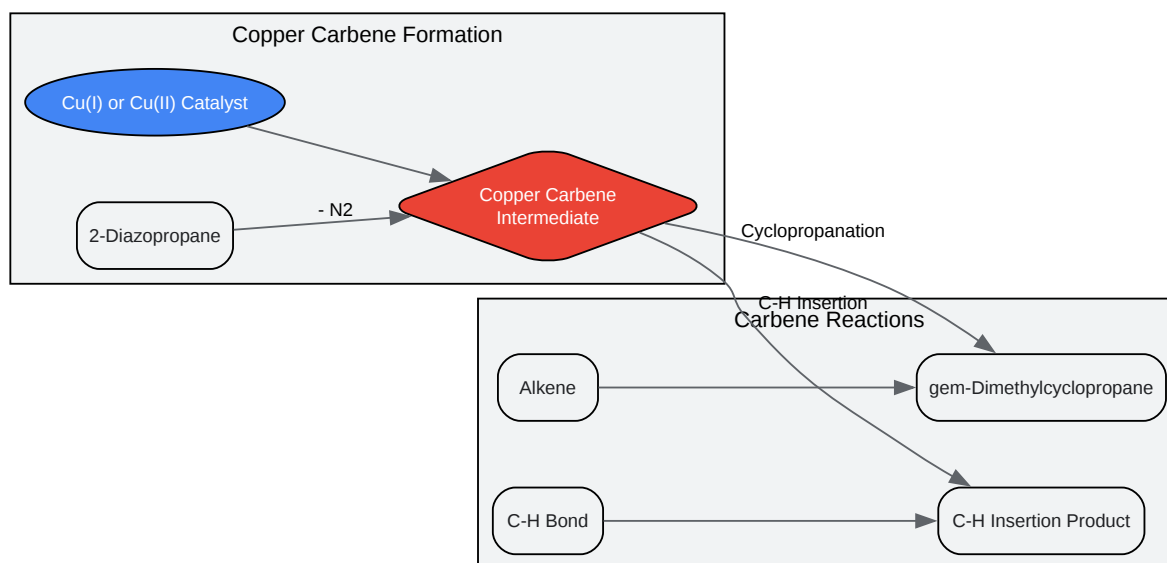 Copper Carbene Formation
Cu(I) or Cu(II) Catalyst
Copper Carbene
Intermediate
- N2
2-Diazopropane
Cyclopropanation
C-H Insertion
Carbene Reactions
Alkene
gem-Dimethylcyclopropane
C-H Bond
C-H Insertion Product